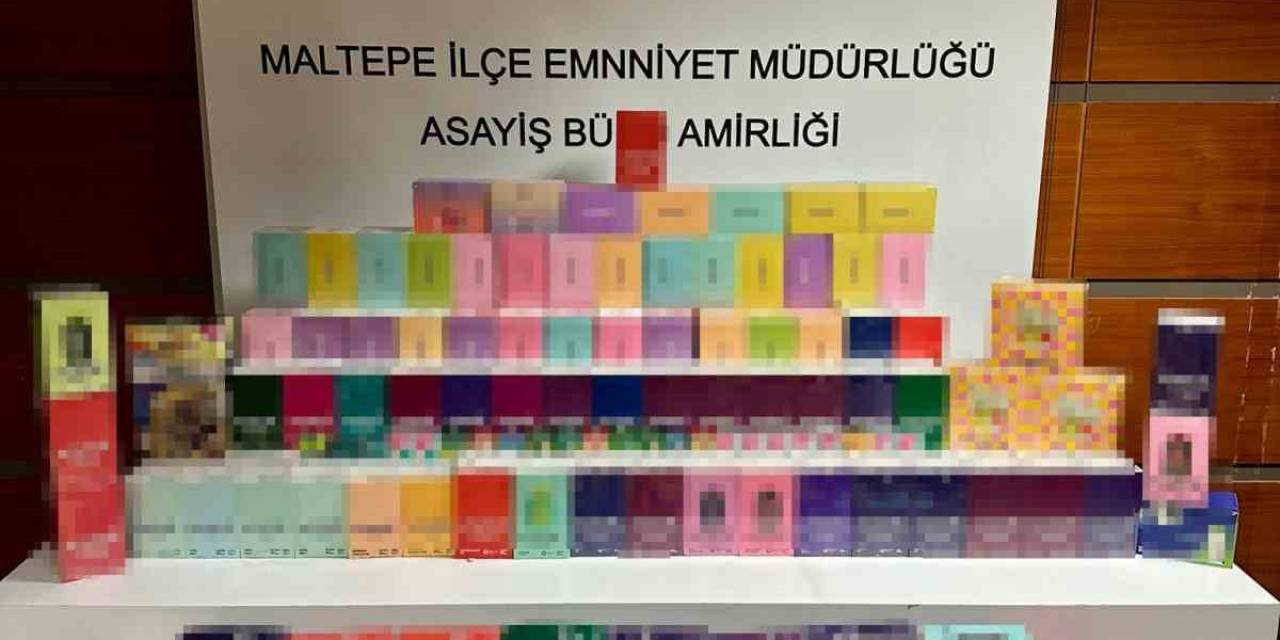 MALTEPE İLÇE EMNNİYET MÜDÜRLÜĞÜ
ASAYİŞ BÜ AMİRLİĞİ